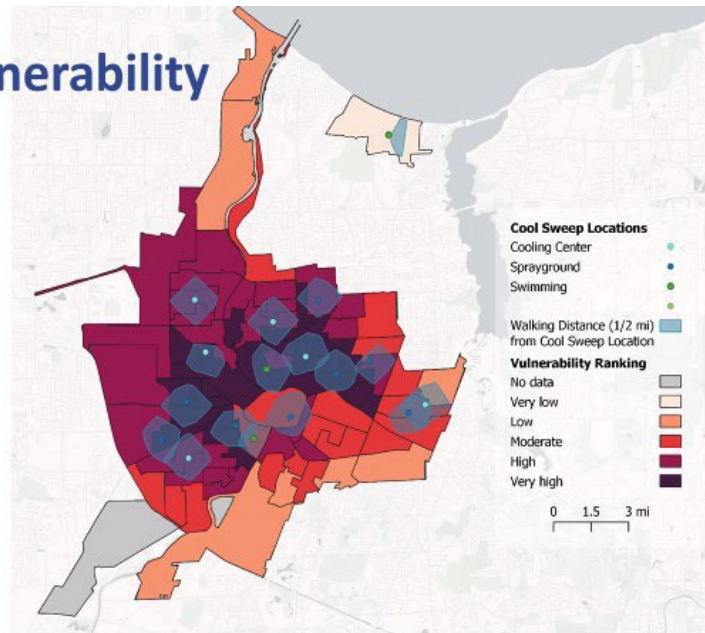 nerability
Cool Sweep Locations
Cooling Center
Sprayground
Swimming
Walking Distance (1/2 mi)
from Cool Sweep Location
Vulnerability Ranking
No data
Very low
Low
Moderate
High
Very high
0 1.5 3 mi